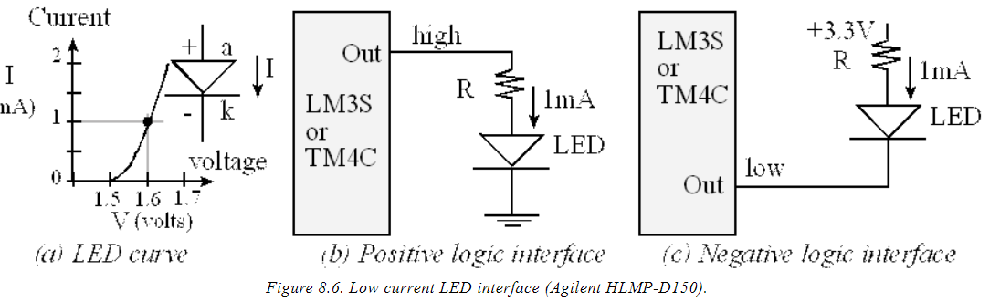 Current
I
mA)
2
1
0
1.5 1.6 1.7
V (volts)
voltage
+ a
I
- k
(a) LED curve
Out
high
LM3S
or
TM4C
R
1mA
LED
(b) Positive logic interface
LM3S
or
TM4C
Out
low
+3.3V
R
1mA
LED
(c) Negative logic interface
Figure 8.6. Low current LED interface (Agilent HLMP-D150).